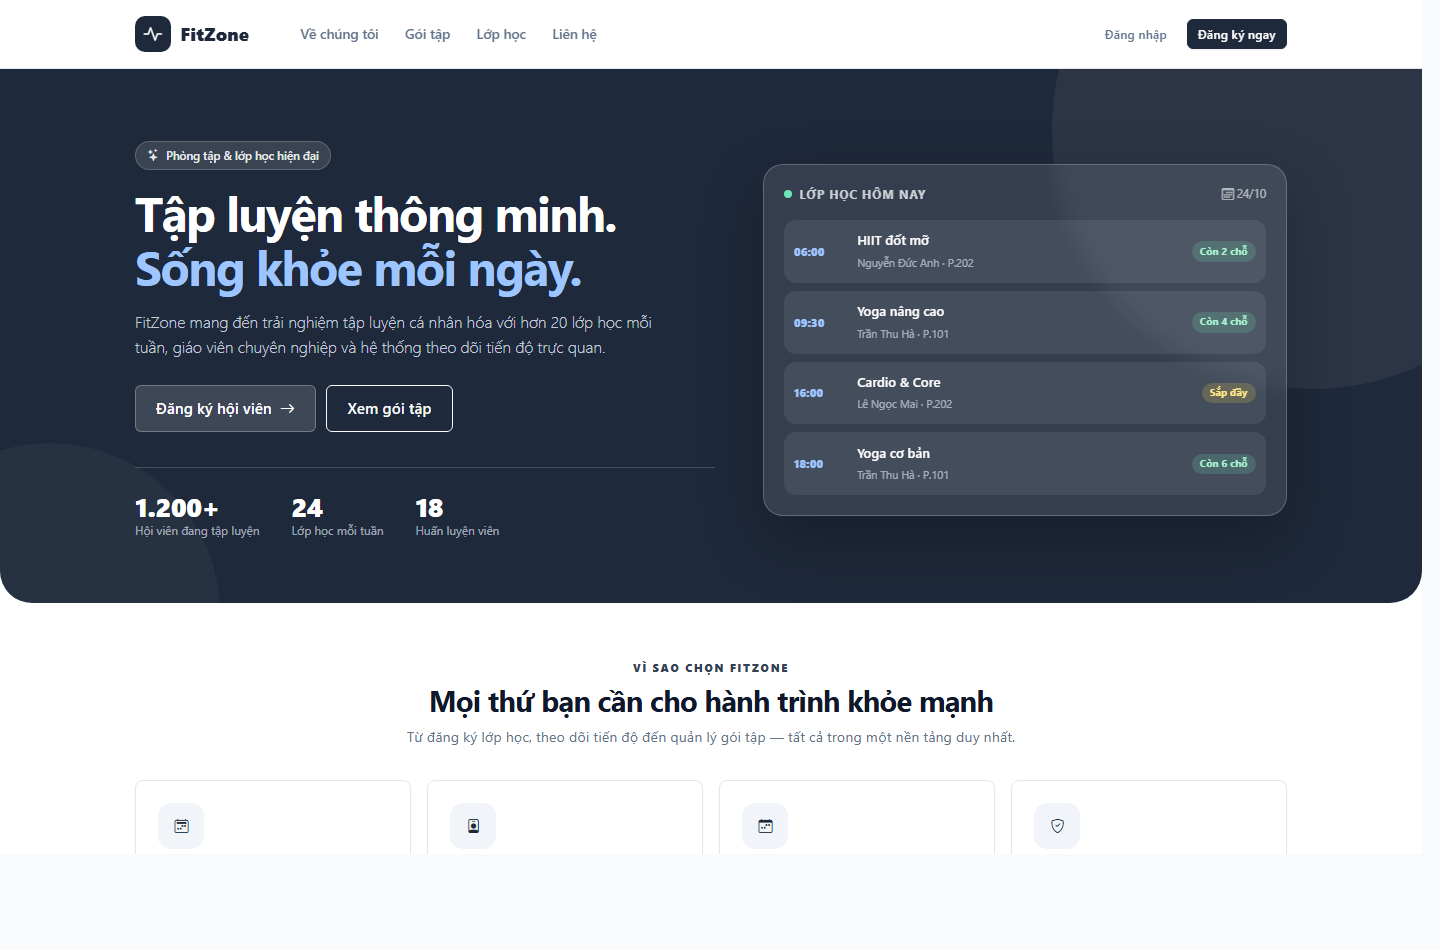 FitZone
Về chúng tôi
Gói tập
Lớp học
Liên hệ
Đăng nhập
Đăng ký ngay
Phòng tập & lớp học hiện đại
Tập luyện thông minh.
Sống khỏe mỗi ngày.
FitZone mang đến trải nghiệm tập luyện cá nhân hóa với hơn 20 lớp học mỗi
tuần, giáo viên chuyên nghiệp và hệ thống theo dõi tiến độ trực quan.
Đăng ký hội viên →
Xem gói tập
1.200+
Hội viên đang tập luyện
24
Lớp học mỗi tuần
18
Huấn luyện viên
LỚP HỌC HÔM NAY
24/10
06:00
HIIT đốt mỡ
Nguyễn Đức Anh · P.202
Còn 2 chỗ
09:30
Yoga nâng cao
Trần Thu Hà · P.101
Còn 4 chỗ
16:00
Cardio & Core
Lê Ngọc Mai · P.202
Sắp đầy
18:00
Yoga cơ bản
Trần Thu Hà · P.101
Còn 6 chỗ
VÌ SAO CHỌN FITZONE
Mọi thứ bạn cần cho hành trình khỏe mạnh
Từ đăng ký lớp học, theo dõi tiến độ đến quản lý gói tập — tất cả trong một nền tảng duy nhất.